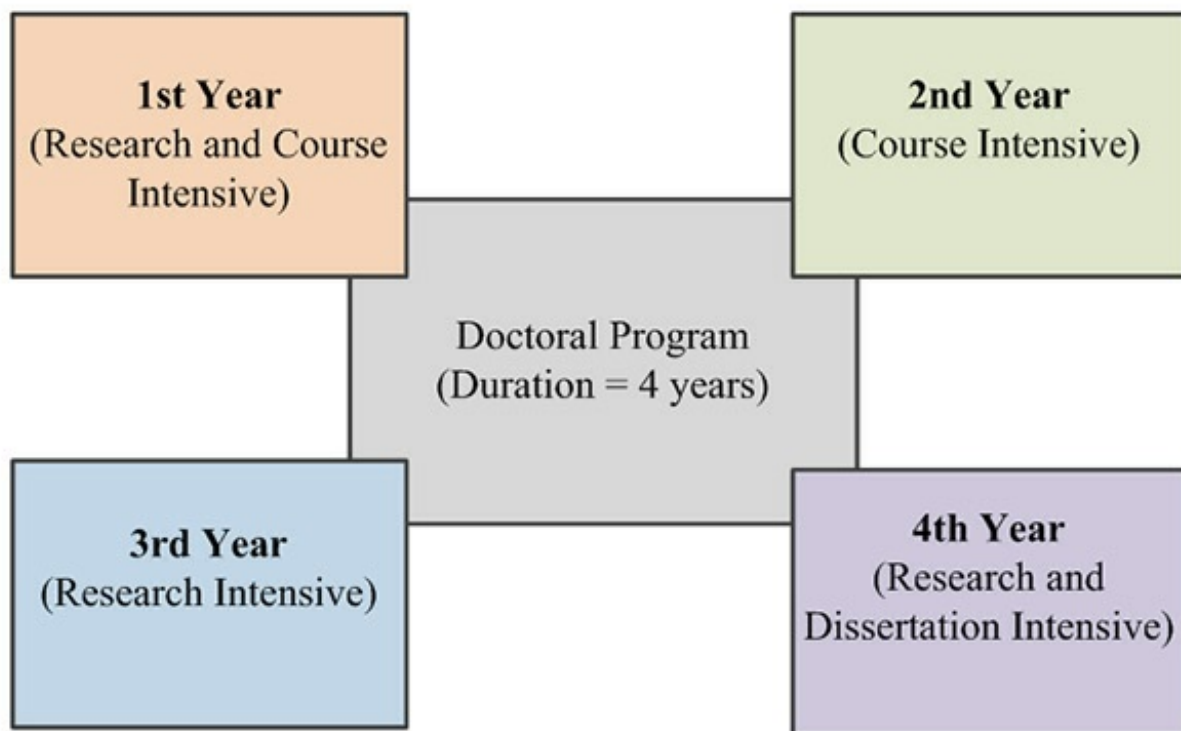 1st Year
(Research and Course
Intensive)
2nd Year
(Course Intensive)
Doctoral Program
(Duration = 4 years)
3rd Year
(Research Intensive)
4th Year
(Research and
Dissertation Intensive)